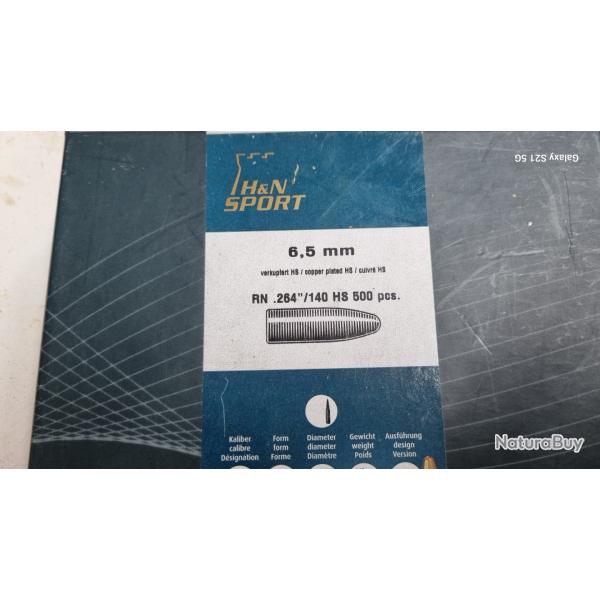 H&N
SPORT
6,5 mm
verkupfert HS / copper plated HS / cuivré HS
RN .264"/140 HS 500 pcs.
Kaliber Form Diameter Gewicht Ausführung
calibre form diameter weight design
Désignation Forme Diamètre Poids Version
Galaxy S21 5G
NaturaBuy